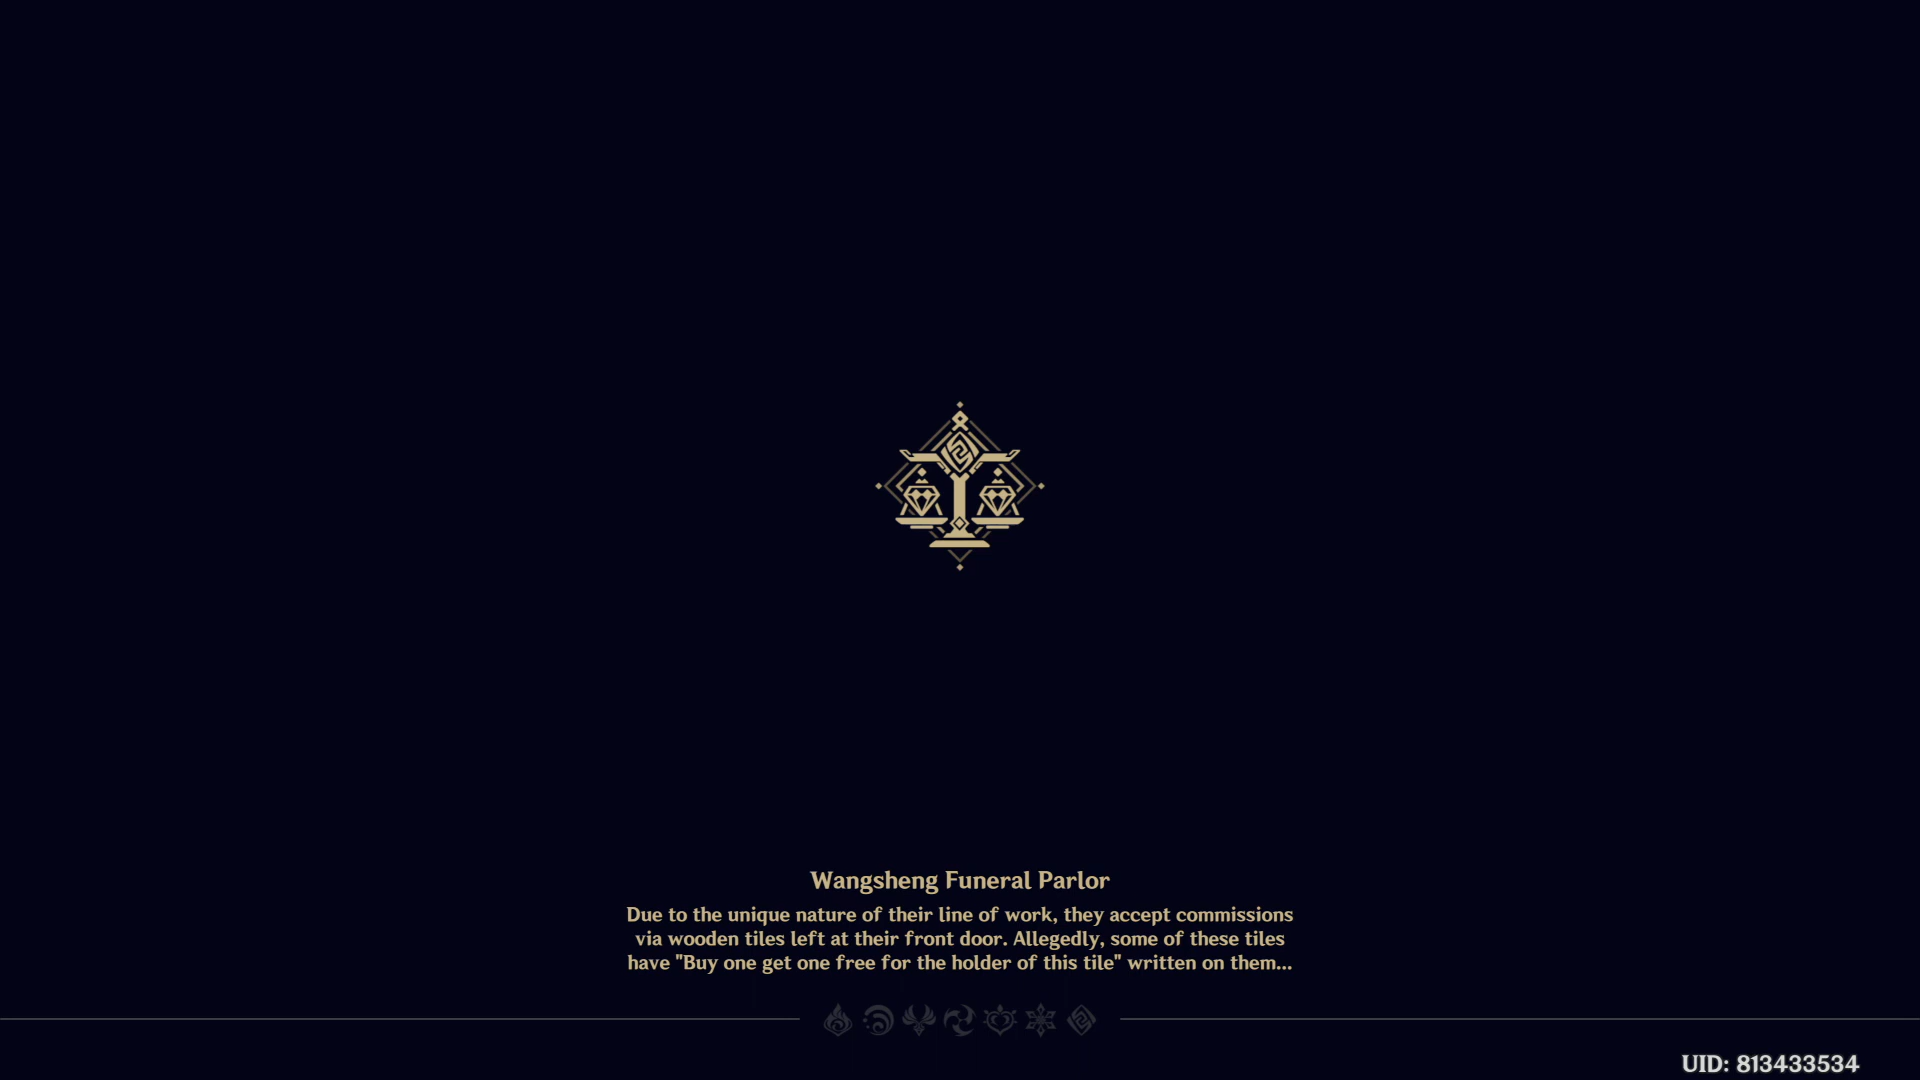 Wangsheng Funeral Parlor
Due to the unique nature of their line of work, they accept commissions
via wooden tiles left at their front door. Allegedly, some of these tiles
have "Buy one get one free for the holder of this tile" written on them...
UID: 813433534